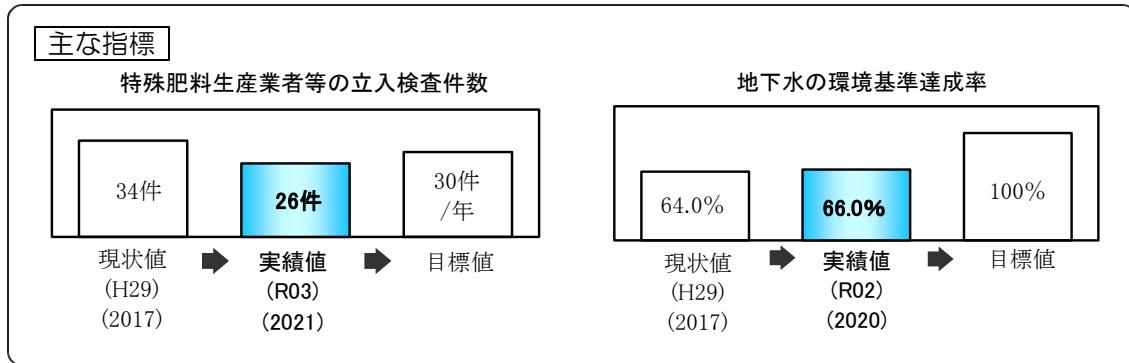 主な指標
特殊肥料生産業者等の立入検査件数
34件
26件
30件
/年
現状値
(H29)
(2017)
実績値
(R03)
(2021)
目標値
地下水の環境基準達成率
64.0%
66.0%
100%
現状値
(H29)
(2017)
実績値
(R02)
(2020)
目標値